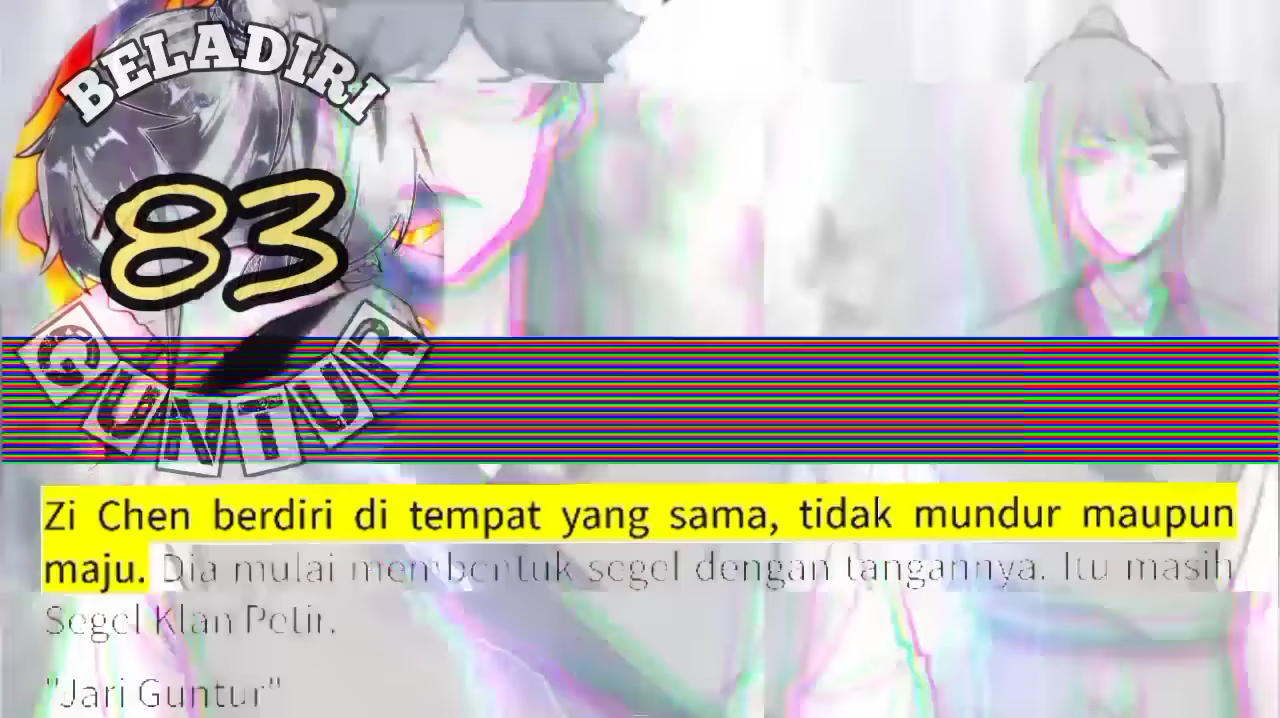 BELADIRI
83
GUNTUR
Zi Chen berdiri di tempat yang sama, tidak mundur maupun
maju. Dia mulai membentuk segel dengan tangannya. Itu masih
Segel Klan Petir.
"Jari Guntur"